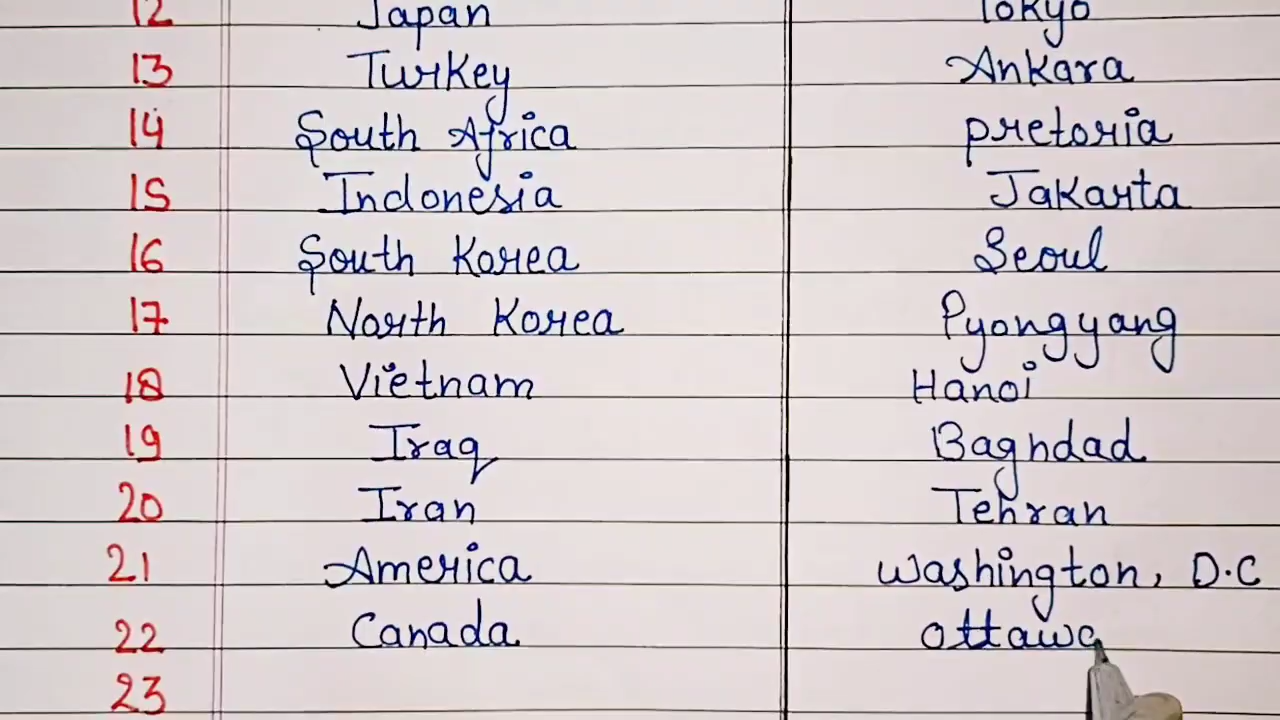 12 Japan Tokyo
13 Turkey Ankara
14 South Africa pretoria
15 Indonesia Jakarta
16 South Korea Seoul
17 North Korea Pyongyang
18 Vietnam Hanoi
19 Iraq Baghdad
20 Iran Tehran
21 America Washington, D.C
22 Canada Ottawa
23